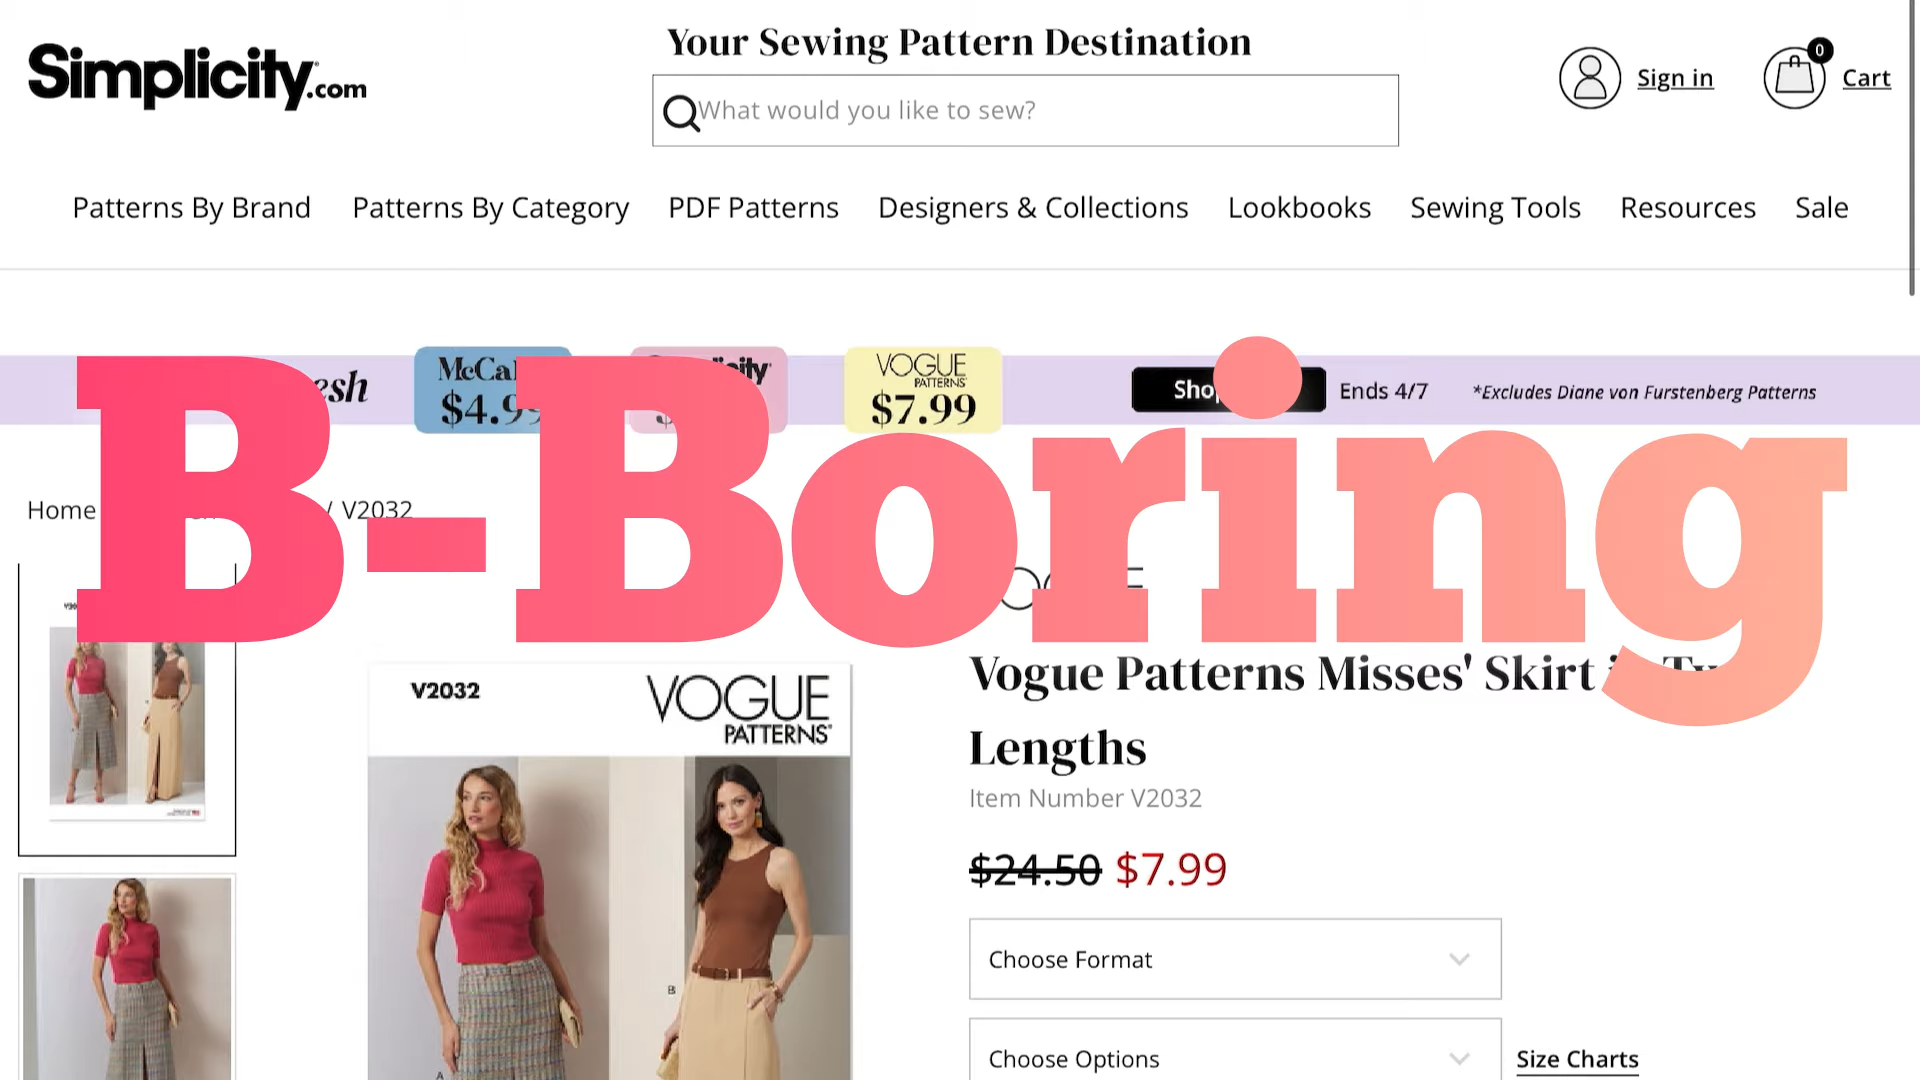 Simplicity.com
Your Sewing Pattern Destination
What would you like to sew?
Sign in
0
Cart
Patterns By Brand
Patterns By Category
PDF Patterns
Designers & Collections
Lookbooks
Sewing Tools
Resources
Sale
$4.99
VOGUE
PATTERNS
$7.99
Ends 4/7
*Excludes Diane von Furstenberg Patterns
B-Boring
Home
/ V2032
V2032
VOGUE
PATTERNS
B
A
Vogue Patterns Misses' Skirt
Lengths
Item Number V2032
$24.50 $7.99
Choose Format
Choose Options
Size Charts